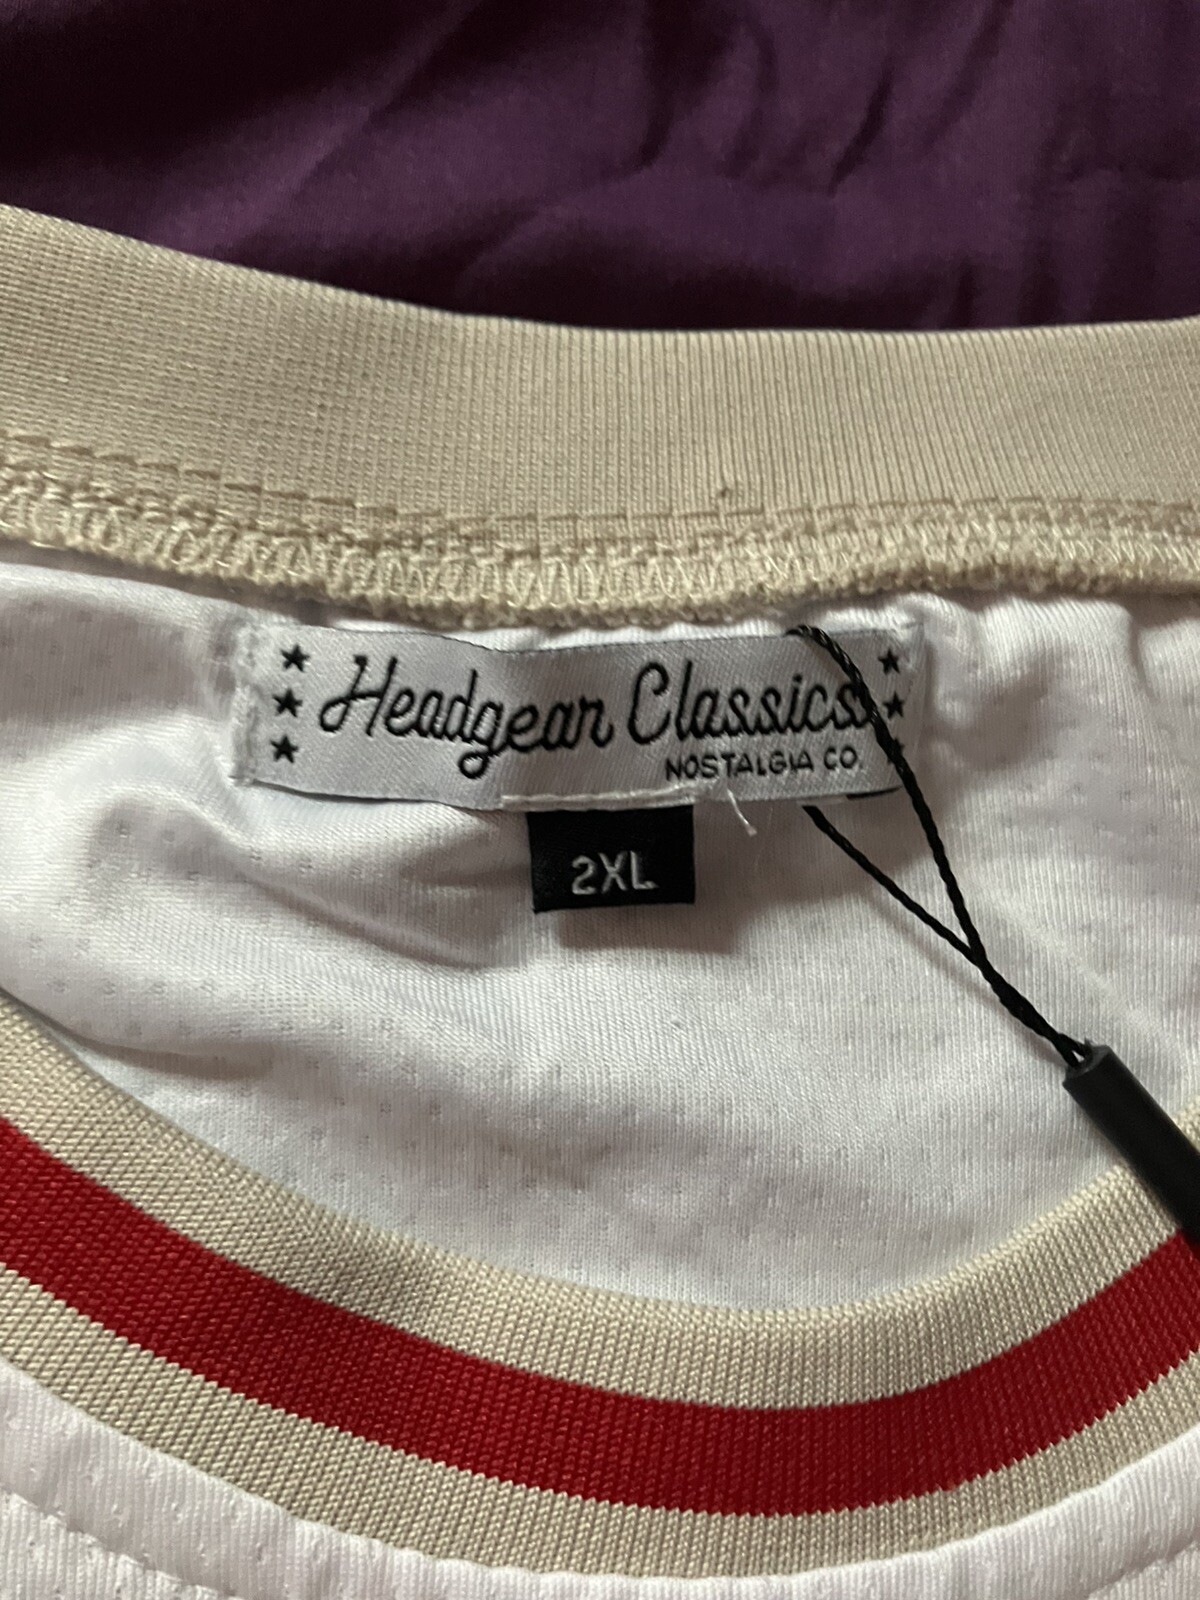 Headgear Classics
NOSTALGIA CO.
2XL